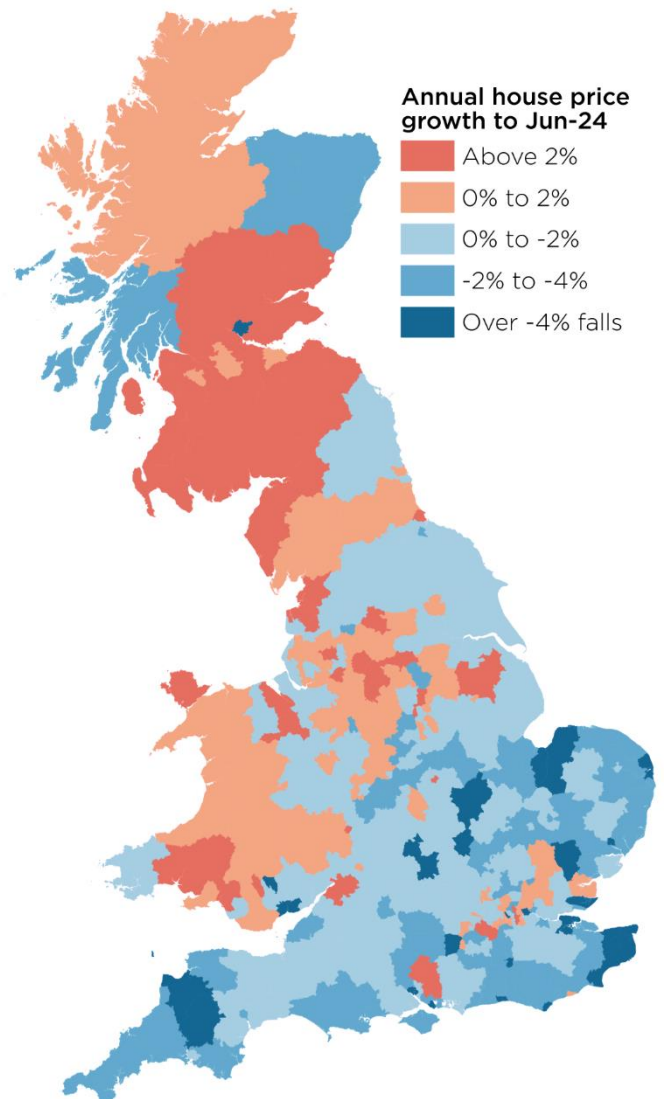 Annual house price
growth to Jun-24
Above 2%
0% to 2%
0% to -2%
-2% to -4%
Over -4% falls